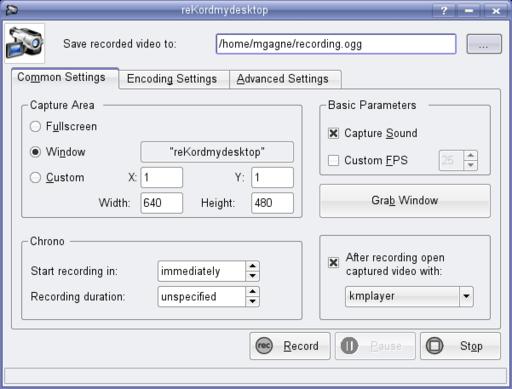 reKordmydesktop
Save recorded video to: /home/mgagne/recording.ogg ...
Common Settings Encoding Settings Advanced Settings
Capture Area
Fullscreen
Window "reKordmydesktop"
Custom X: 1 Y: 1
Width: 640 Height: 480
Basic Parameters
Capture Sound
Custom FPS 25
Grab Window
Chrono
Start recording in: immediately
Recording duration: unspecified
After recording open
captured video with:
kmplayer
rec Record Pause Stop